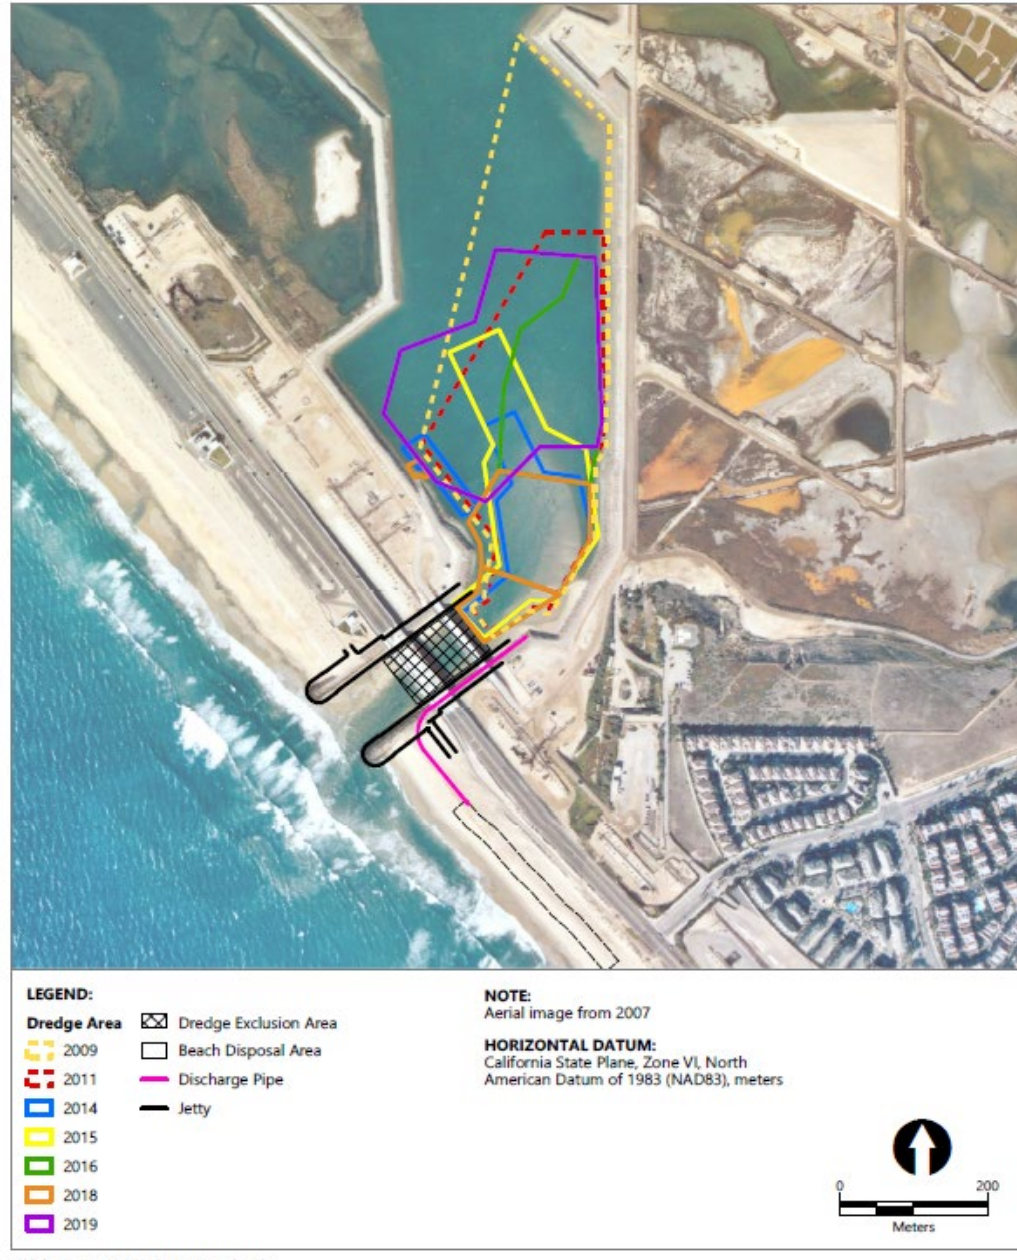 LEGEND:
Dredge Area
2009
2011
2014
2015
2016
2018
2019
Dredge Exclusion Area
Beach Disposal Area
Discharge Pipe
Jetty
NOTE:
Aerial image from 2007
HORIZONTAL DATUM:
California State Plane, Zone VI, North
American Datum of 1983 (NAD83), meters
0 200
Meters